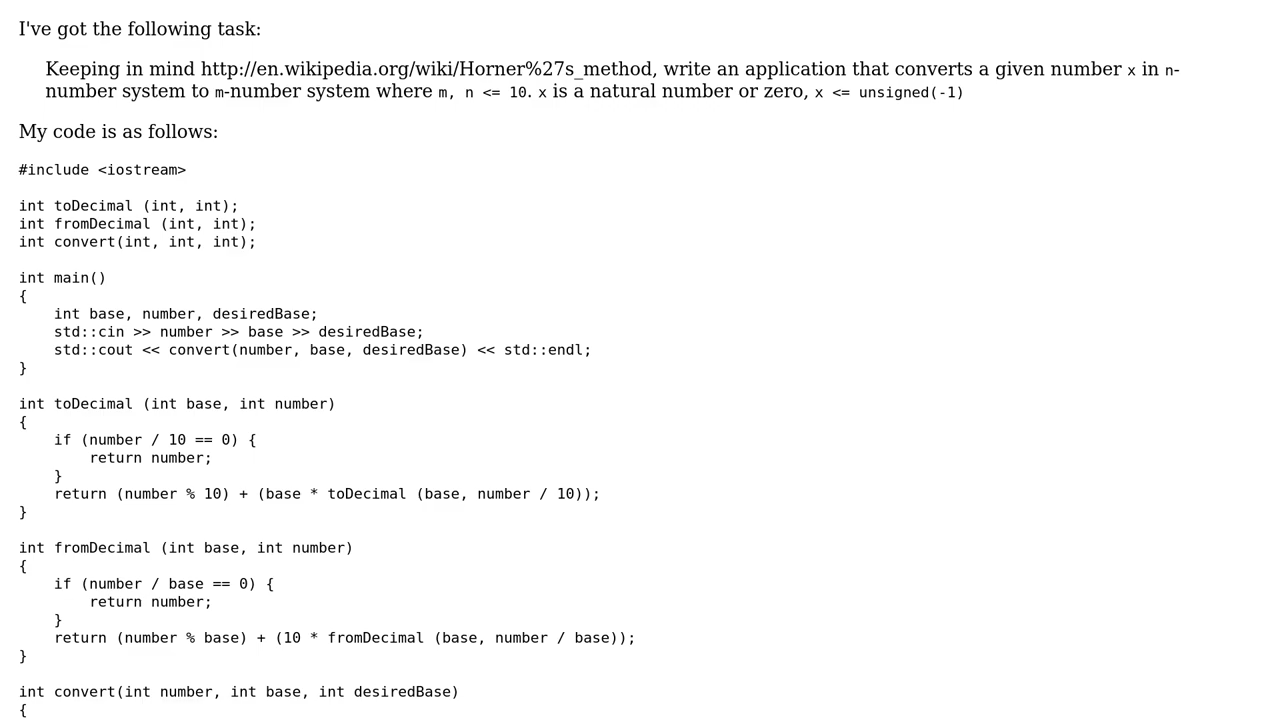 I've got the following task:
Keeping in mind http://en.wikipedia.org/wiki/Horner%27s_method, write an application that converts a given number x in n-
number system to m-number system where m, n <= 10. x is a natural number or zero, x <= unsigned(-1)
My code is as follows:
#include <iostream>
int toDecimal (int, int);
int fromDecimal (int, int);
int convert(int, int, int);
int main()
{
    int base, number, desiredBase;
    std::cin >> number >> base >> desiredBase;
    std::cout << convert(number, base, desiredBase) << std::endl;
}
int toDecimal (int base, int number)
{
    if (number / 10 == 0) {
        return number;
    }
    return (number % 10) + (base * toDecimal (base, number / 10));
}
int fromDecimal (int base, int number)
{
    if (number / base == 0) {
        return number;
    }
    return (number % base) + (10 * fromDecimal (base, number / base));
}
int convert(int number, int base, int desiredBase)
{